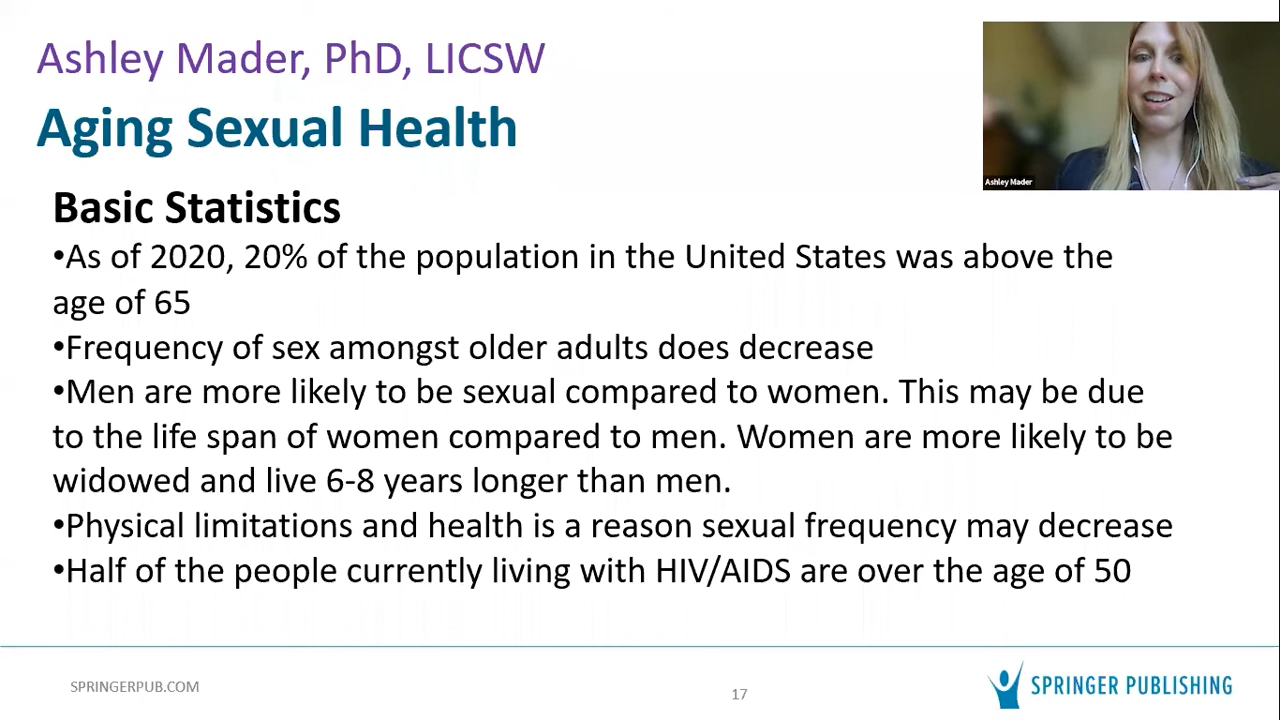 Ashley Mader, PhD, LICSW
Aging Sexual Health
Ashley Mader
Basic Statistics
•As of 2020, 20% of the population in the United States was above the
age of 65
•Frequency of sex amongst older adults does decrease
•Men are more likely to be sexual compared to women. This may be due
to the life span of women compared to men. Women are more likely to be
widowed and live 6-8 years longer than men.
•Physical limitations and health is a reason sexual frequency may decrease
•Half of the people currently living with HIV/AIDS are over the age of 50
SPRINGERPUB.COM
17
SPRINGER PUBLISHING